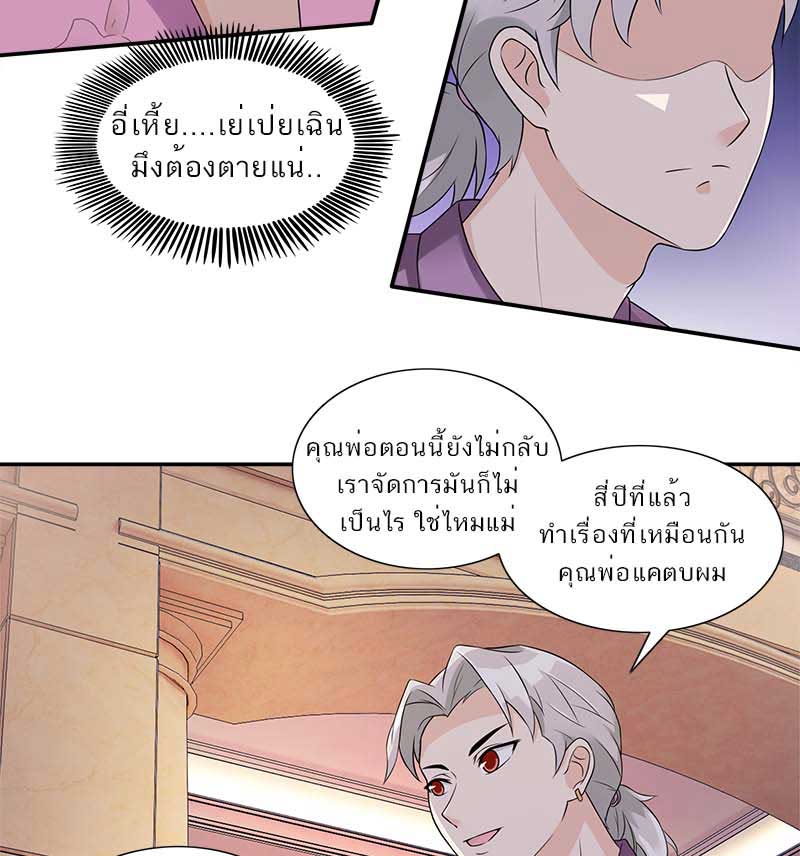 อี่เหี้ย....เย่เป่ยเฉิน
มึงต้องตายแน่..
คุณพ่อตอนนี้ยังไม่กลับ
เราจัดการมันก็ไม่
เป็นไร ใช่ไหมแม่
สี่ปีที่แล้ว
ทำเรื่องที่เหมือนกัน
คุณพ่อแคตบผม